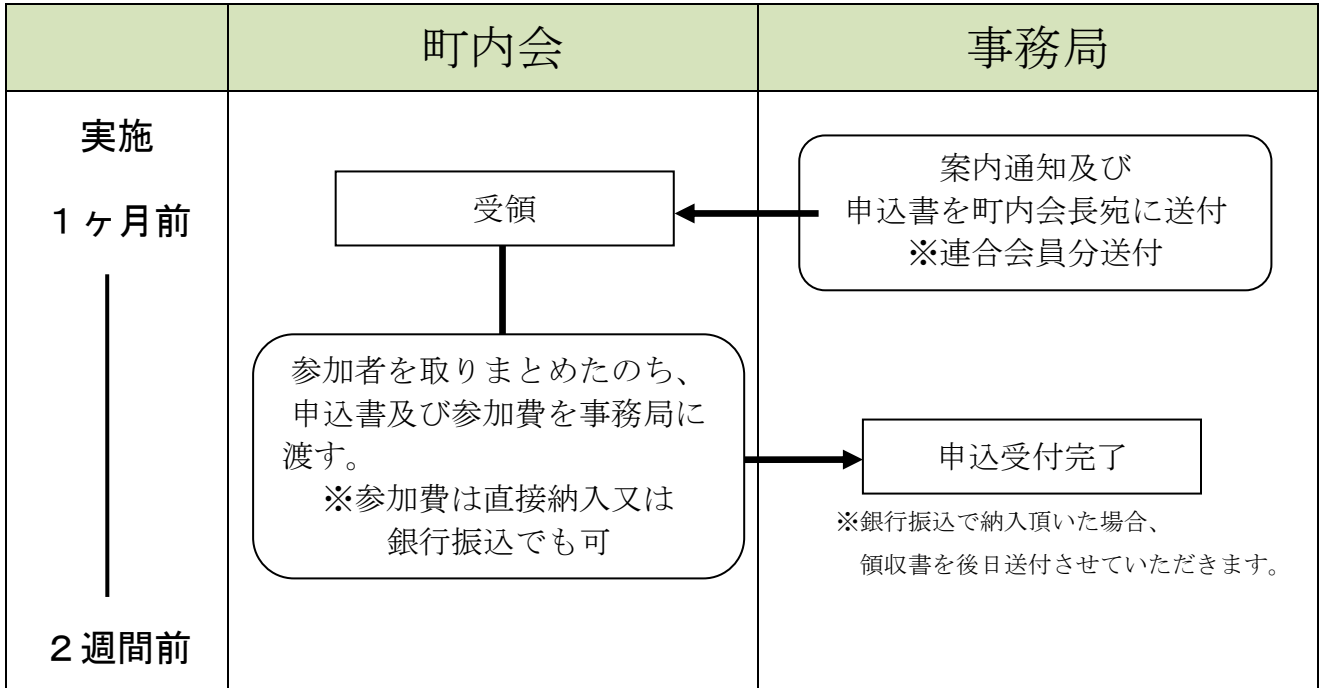 町内会
事務局
実施
１ヶ月前
２週間前
案内通知及び
申込書を町内会長宛に送付
※連合会員分送付
受領
参加者を取りまとめたのち、
申込書及び参加費を事務局に
渡す。
※参加費は直接納入又は
銀行振込でも可
申込受付完了
※銀行振込で納入頂いた場合、
領収書を後日送付させていただきます。